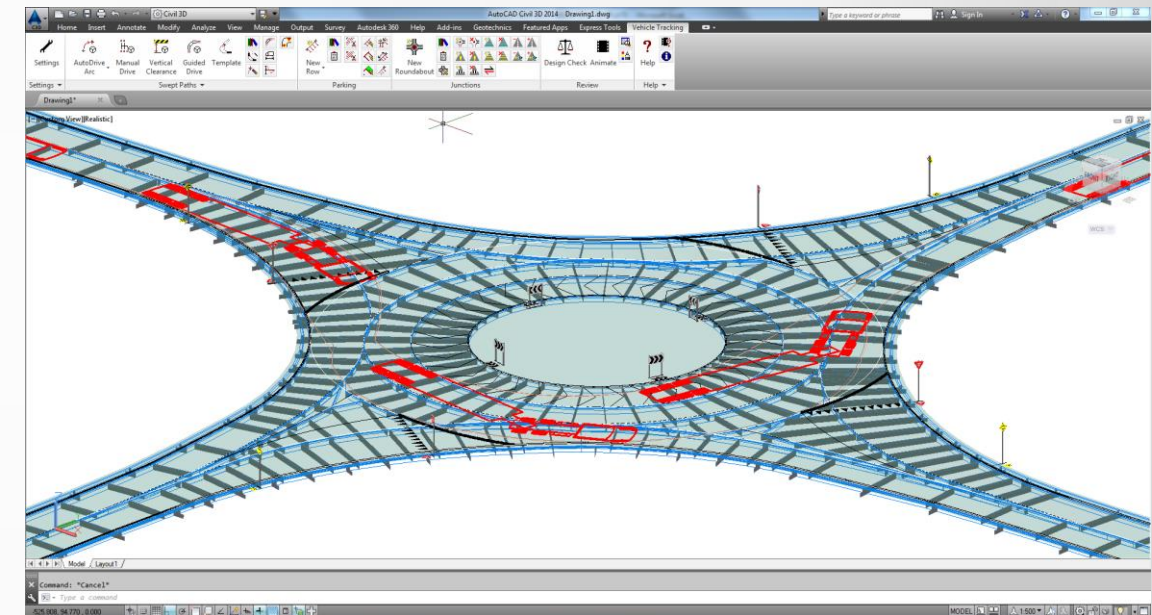 Civil 3D
AutoCAD Civil 3D 2014 Drawing1.dwg
Type a keyword or phrase
Sign In
Home Insert Annotate Modify Analyze View Manage Output Survey Autodesk 360 Help Add-ins Geotechnics Featured Apps Express Tools Vehicle Tracking
Settings
AutoDrive Arc
Manual Drive
Vertical Clearance
Guided Drive
Template
New Row
New Roundabout
Design Check
Animate
Help
Settings
Swept Paths
Parking
Junctions
Review
Help
Drawing1*
[Realistic]
WCS
Model Layout1
Command: *Cancel*
Type a command
MODEL
1:500